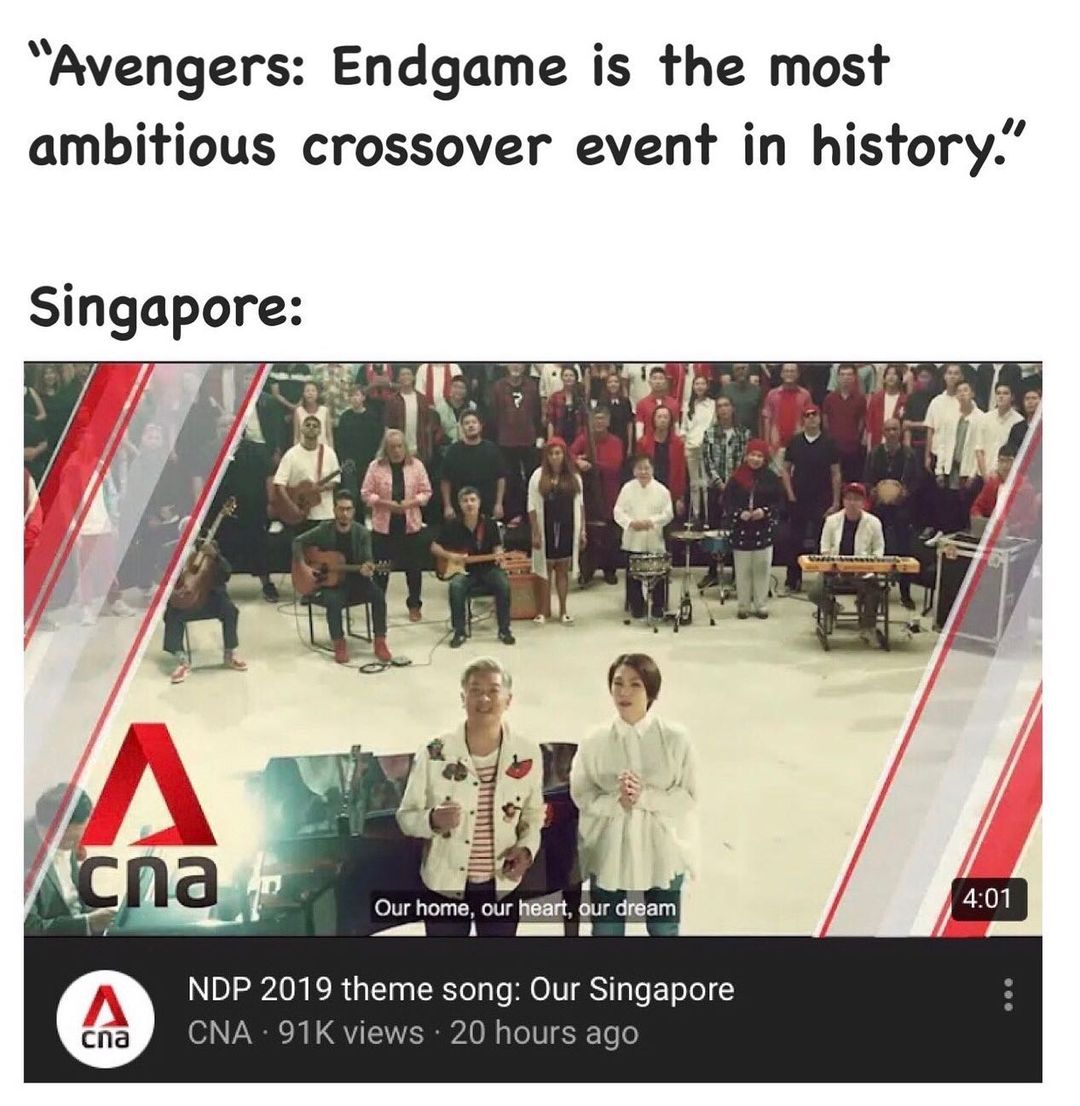 “Avengers: Endgame is the most
ambitious crossover event in history.”
Singapore:
cna
Our home, our heart, our dream
4:01
cna
NDP 2019 theme song: Our Singapore
CNA · 91K views · 20 hours ago